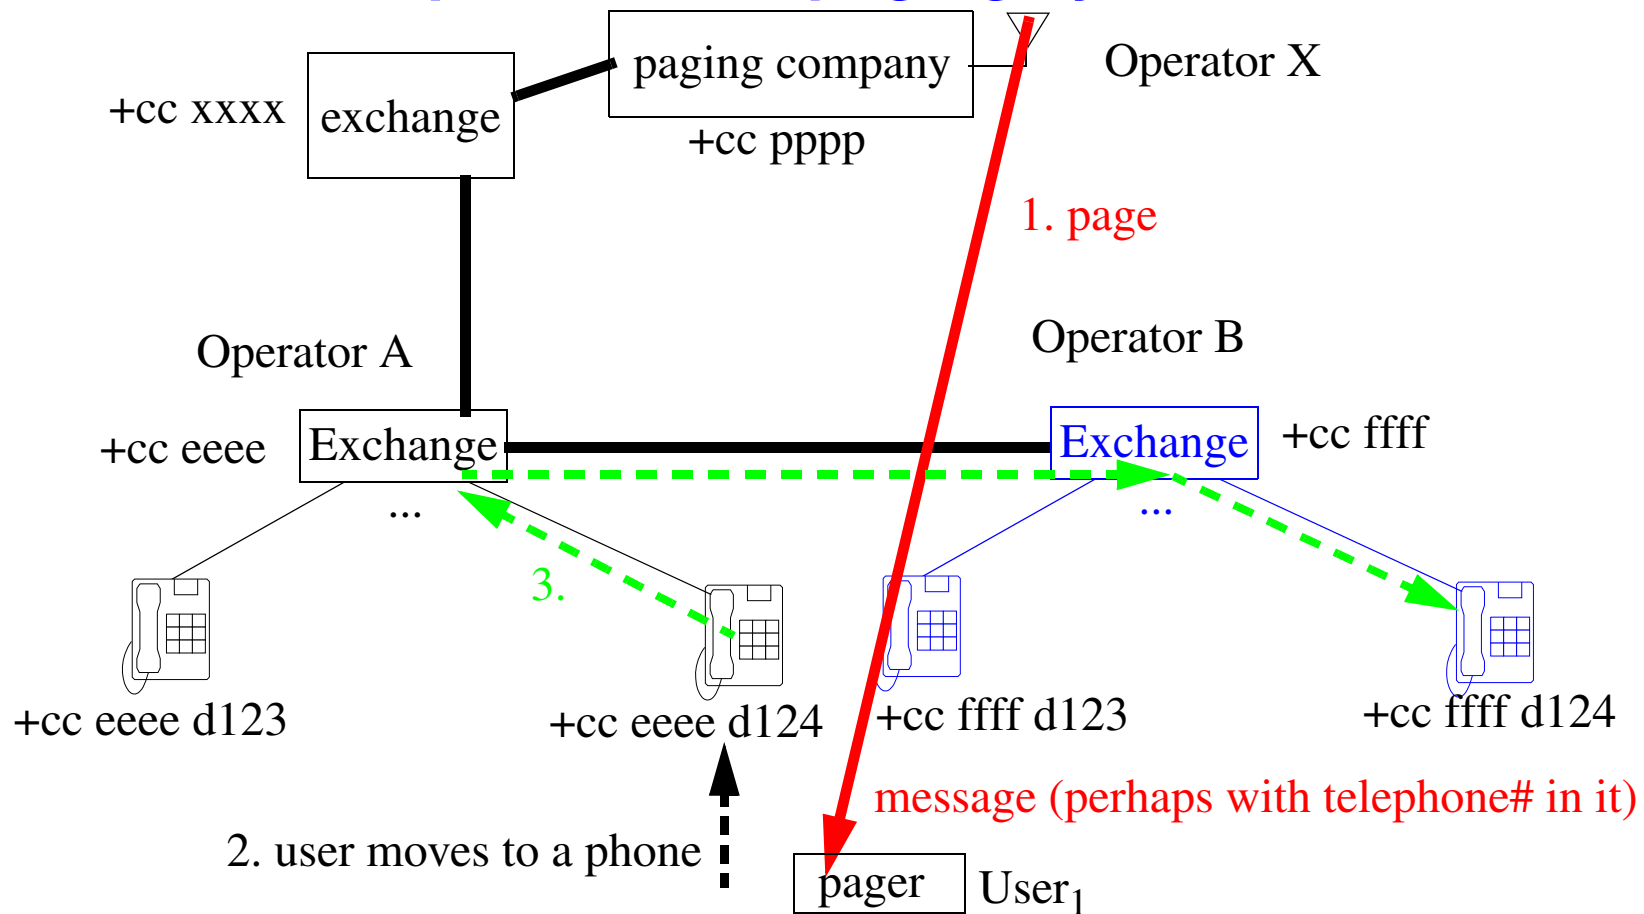 paging company
Operator X
+cc xxxx
exchange
+cc pppp
1. page
Operator A
Operator B
+cc eeee
Exchange
Exchange
+cc ffff
...
...
3.
+cc eeee d123
+cc eeee d124
+cc ffff d123
+cc ffff d124
message (perhaps with telephone# in it)
2. user moves to a phone
pager
User1